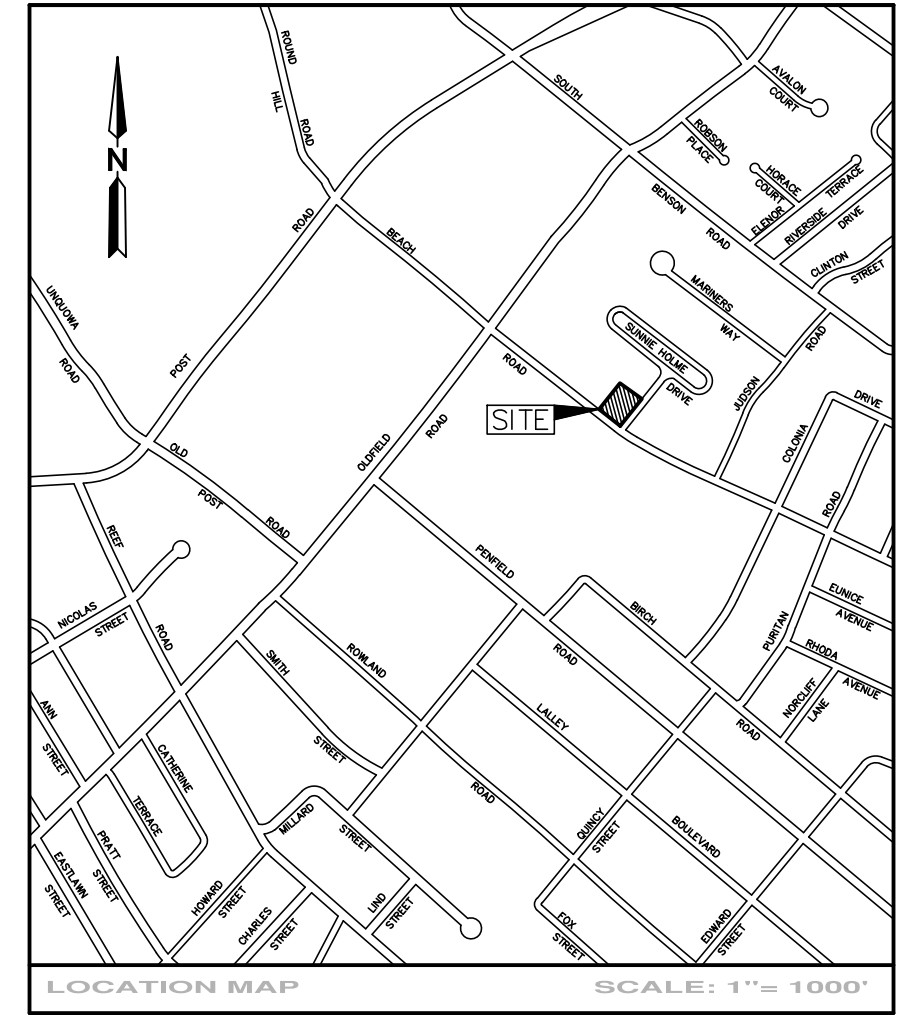 ROUND
HILL
ROAD
SOUTH
BENSON
ROAD
AVALON
COURT
ROBSON
PLACE
HORACE
COURT
ELENOR
TERRACE
RIVERSIDE
DRIVE
CLINTON
STREET
N
POST
ROAD
BEACH
ROAD
MARINERS
WAY
SUNNIE HOLME
DRIVE
JUDSON
ROAD
UNQUOWA
ROAD
SITE
OLDFIELD
ROAD
COLONIA
DRIVE
OLD
POST
ROAD
REEF
ROAD
NICOLAS
STREET
PENFIELD
ROAD
BIRCH
ROAD
PURITAN
ROAD
EUNICE
AVENUE
RHODA
AVENUE
NORCLIFF
LANE
SMITH
STREET
ROWLAND
ROAD
LALLEY
BOULEVARD
ANN
STREET
CATHERINE
TERRACE
PRATT
STREET
EASTLAWN
STREET
HOWARD
STREET
CHARLES
STREET
MILLARD
STREET
LIND
STREET
QUINCY
STREET
FOX
STREET
EDWARD
STREET
LOCATION MAP
SCALE: 1"= 1000'